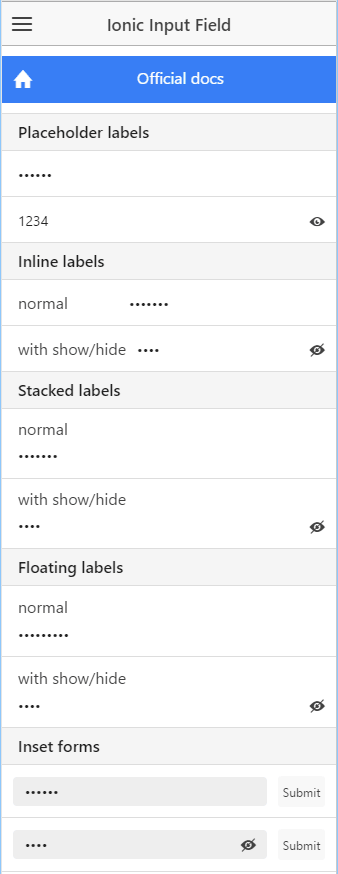 Ionic Input Field
Official docs
Placeholder labels
••••••
1234
Inline labels
normal •••••••
with show/hide ••••
Stacked labels
normal
•••••••
with show/hide
••••
Floating labels
normal
•••••••••
with show/hide
••••
Inset forms
•••••• Submit
•••• Submit